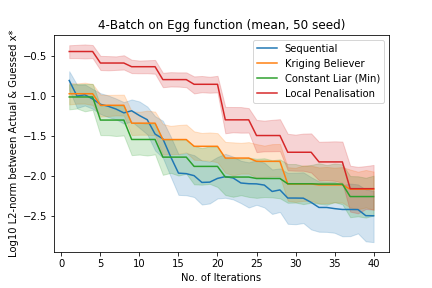 4-Batch on Egg function (mean, 50 seed)
Log10 L2-norm between Actual & Guessed x*
−0.5
−1.0
−1.5
−2.0
−2.5
Sequential
Kriging Believer
Constant Liar (Min)
Local Penalisation
0 5 10 15 20 25 30 35 40
No. of Iterations